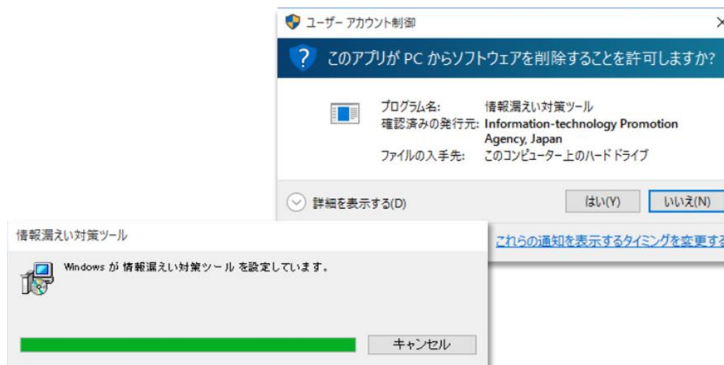 ユーザー アカウント制御
このアプリが PC からソフトウェアを削除することを許可しますか?
プログラム名: 情報漏えい対策ツール
確認済みの発行元: Information-technology Promotion
Agency, Japan
ファイルの入手先: このコンピューター上のハード ドライブ
詳細を表示する(D) はい(Y) いいえ(N)
これらの通知を表示するタイミングを変更する
情報漏えい対策ツール
Windows が 情報漏えい対策ツール を設定しています。
キャンセル